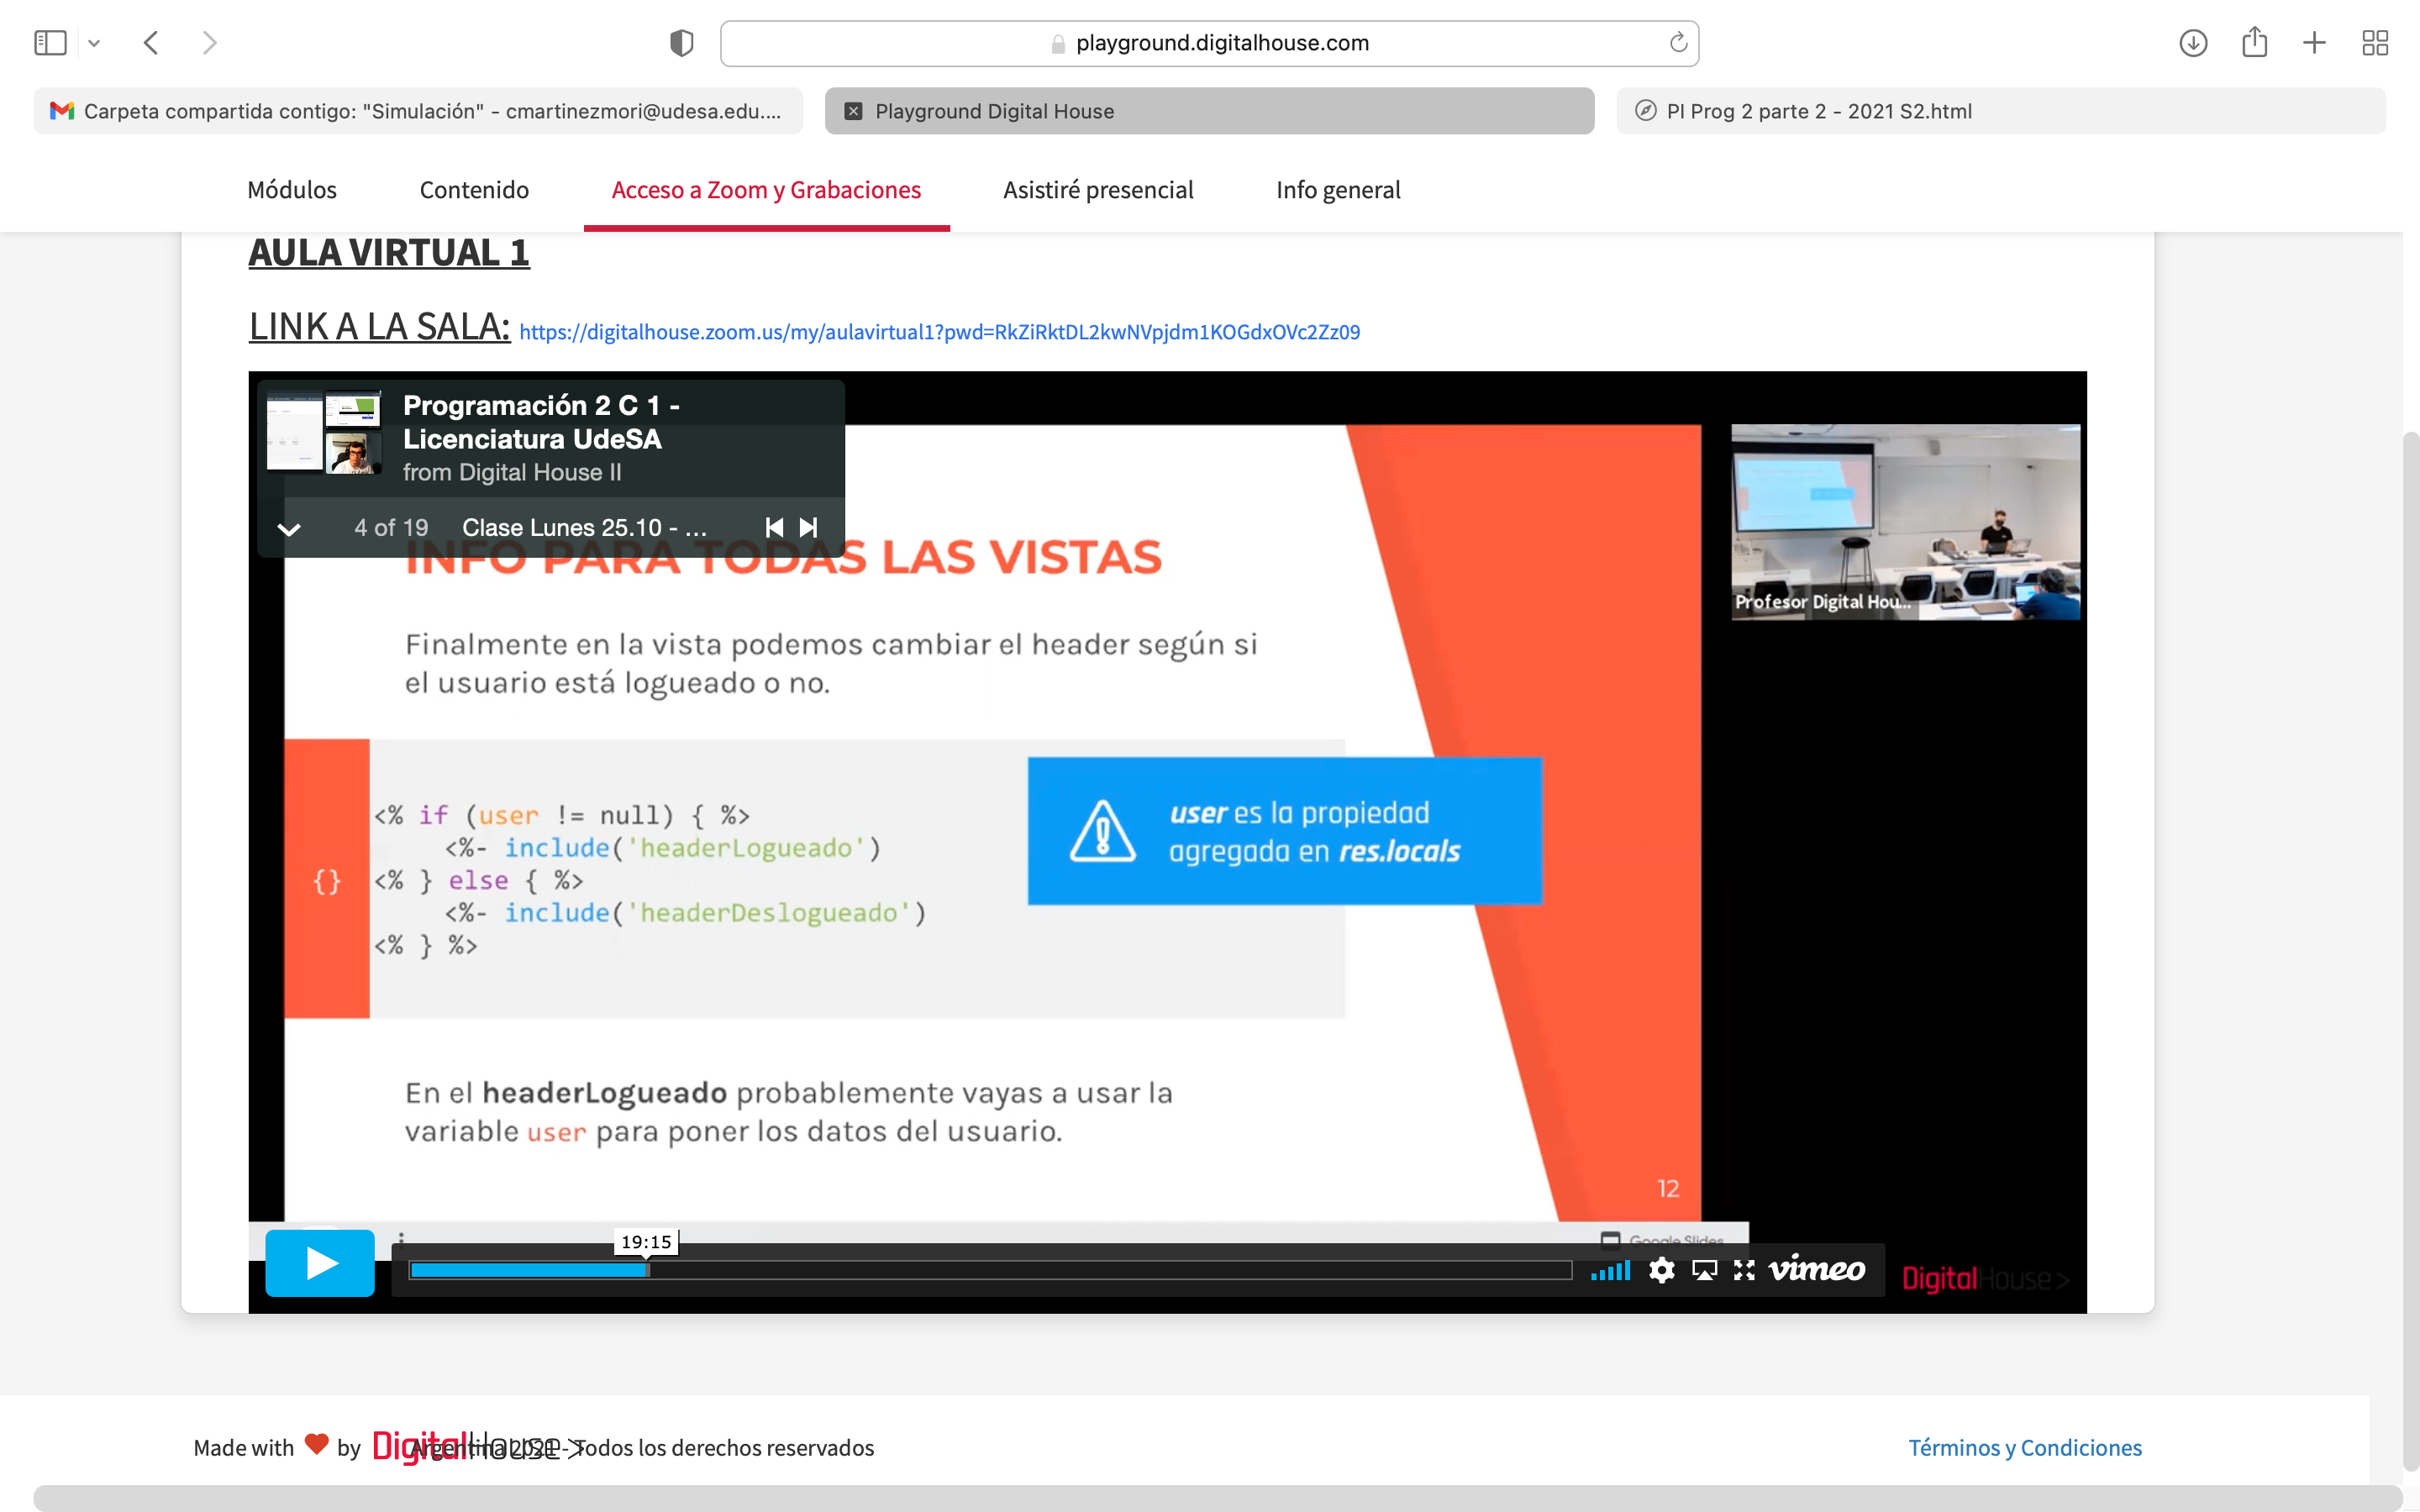 playground.digitalhouse.com
Carpeta compartida contigo: "Simulación" - cmartinezmori@udesa.edu....
Playground Digital House
PI Prog 2 parte 2 - 2021 S2.html
Módulos
Contenido
Acceso a Zoom y Grabaciones
Asistiré presencial
Info general
AULA VIRTUAL 1
LINK A LA SALA: https://digitalhouse.zoom.us/my/aulavirtual1?pwd=RkZiRktDL2kwNVpjdm1KOGdxOVc2Zz09
Programación 2 C 1 -
Licenciatura UdeSA
from Digital House II
4 of 19 Clase Lunes 25.10 - ...
INFO PARA TODAS LAS VISTAS
Profesor Digital Hou...
Finalmente en la vista podemos cambiar el header según si
el usuario está logueado o no.
<% if (user != null) { %>
<%- include('headerLogueado')
<% } else { %>
<%- include('headerDeslogueado')
<% } %>
{}
user es la propiedad
agregada en res.locals
En el headerLogueado probablemente vayas a usar la
variable user para poner los datos del usuario.
12
Google Slides
19:15
vimeo
DigitalHouse>
Made with by DigitalHouse>
Argentina 2021 - Todos los derechos reservados
Términos y Condiciones